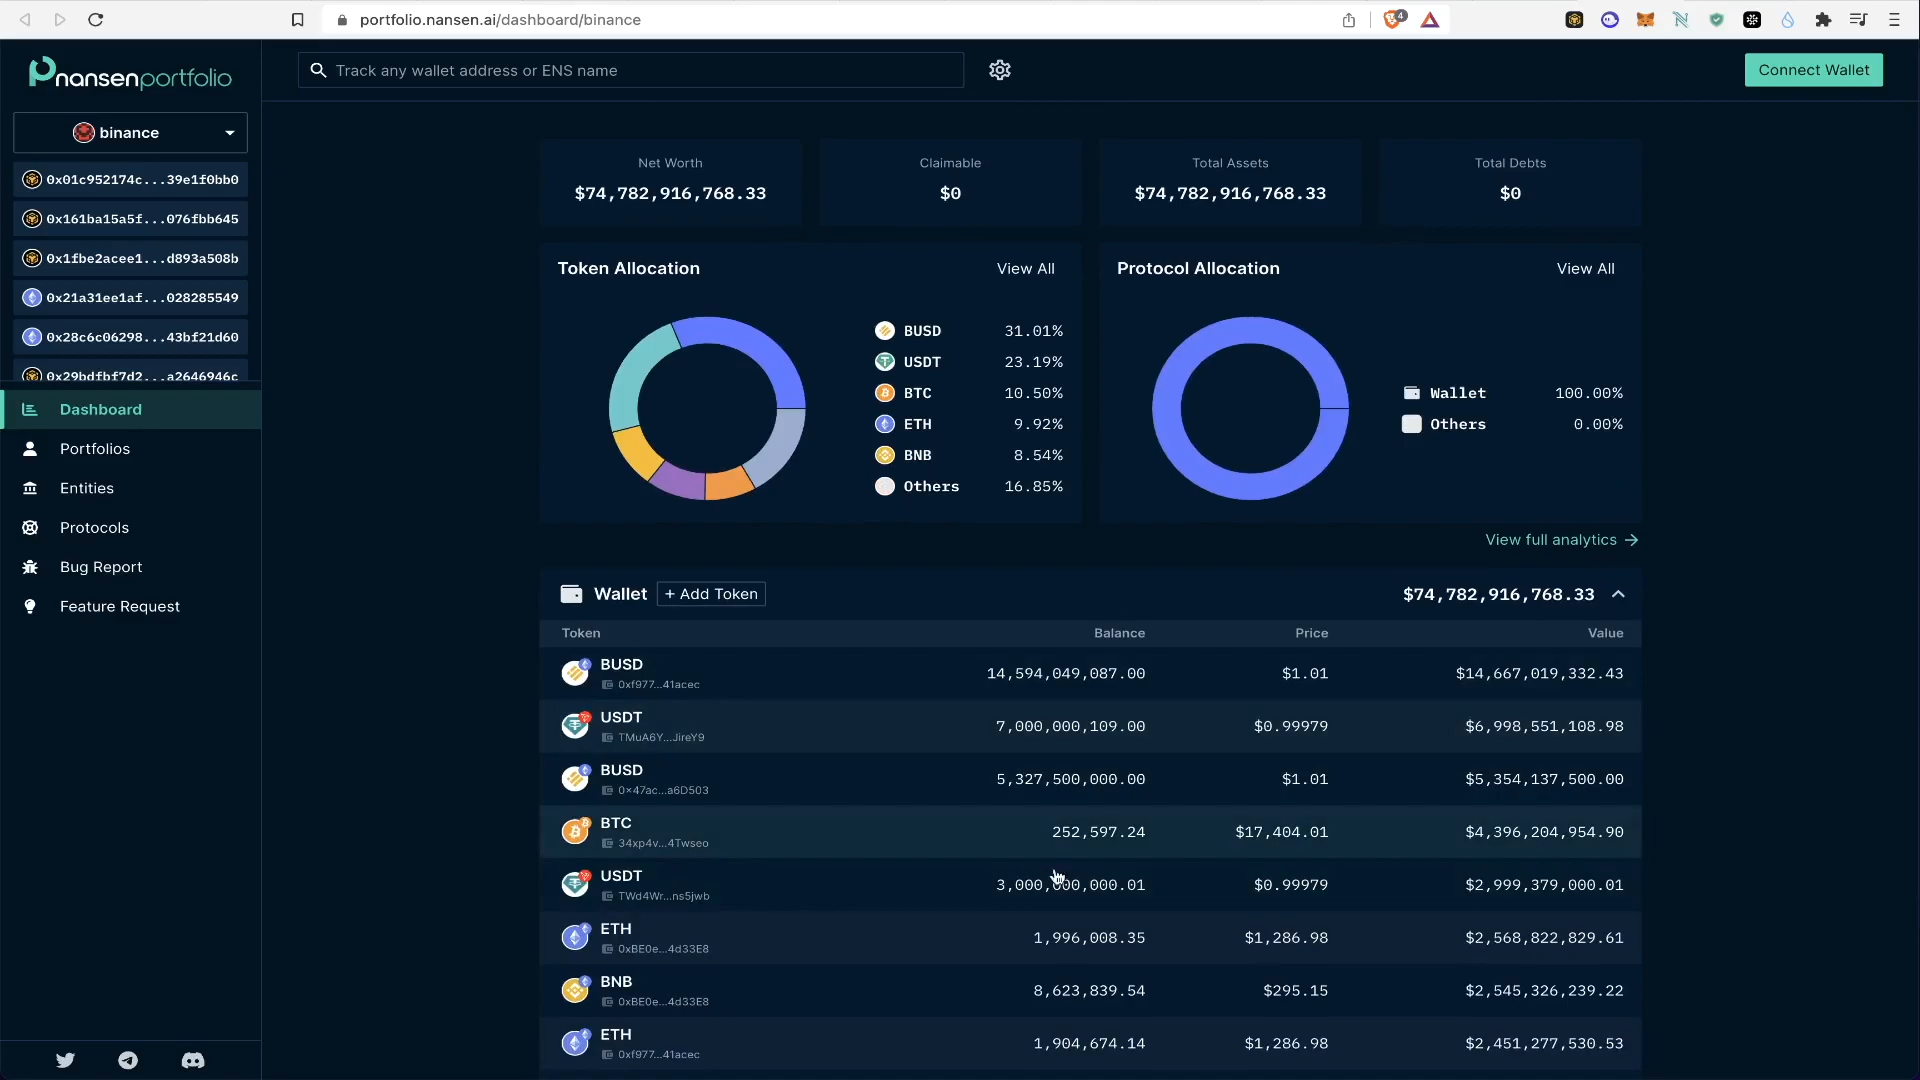 portfolio.nansen.ai/dashboard/binance
4
nansenportfolio
Track any wallet address or ENS name
Connect Wallet
binance
0x01c952174c...39e1f0bb0
0x161ba15a5f...076fbb645
0x1fbe2acee1...d893a508b
0x21a31ee1af...028285549
0x28c6c06298...43bf21d60
0x29bdfbf7d2...a2646946c
Dashboard
Portfolios
Entities
Protocols
Bug Report
Feature Request
Net Worth
$74,782,916,768.33
Claimable
$0
Total Assets
$74,782,916,768.33
Total Debts
$0
Token Allocation View All
BUSD 31.01%
USDT 23.19%
BTC 10.50%
ETH 9.92%
BNB 8.54%
Others 16.85%
Protocol Allocation View All
Wallet 100.00%
Others 0.00%
View full analytics
Wallet + Add Token $74,782,916,768.33
Token Balance Price Value
BUSD 14,594,049,087.00 $1.01 $14,667,019,332.43
0xf977...41acec
USDT 7,000,000,109.00 $0.99979 $6,998,551,108.98
TMuA6Y...JireY9
BUSD 5,327,500,000.00 $1.01 $5,354,137,500.00
0x47ac...a6D503
BTC 252,597.24 $17,404.01 $4,396,204,954.90
34xp4v...4Twseo
USDT 3,000,000,000.01 $0.99979 $2,999,379,000.01
TWd4Wr...ns5jwb
ETH 1,996,008.35 $1,286.98 $2,568,822,829.61
0xBE0e...4d33E8
BNB 8,623,839.54 $295.15 $2,545,326,239.22
0xBE0e...4d33E8
ETH 1,904,674.14 $1,286.98 $2,451,277,530.53
0xf977...41acec